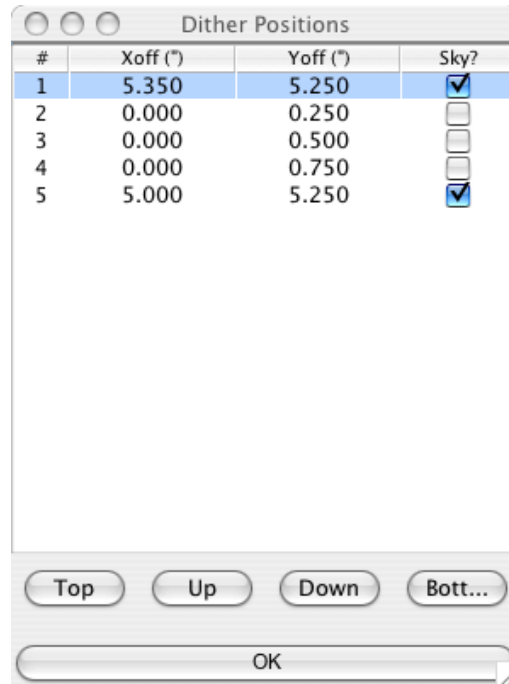 Dither Positions
# Xoff (") Yoff (") Sky?
1 5.350 5.250
2 0.000 0.250
3 0.000 0.500
4 0.000 0.750
5 5.000 5.250
Top Up Down Bott...
OK